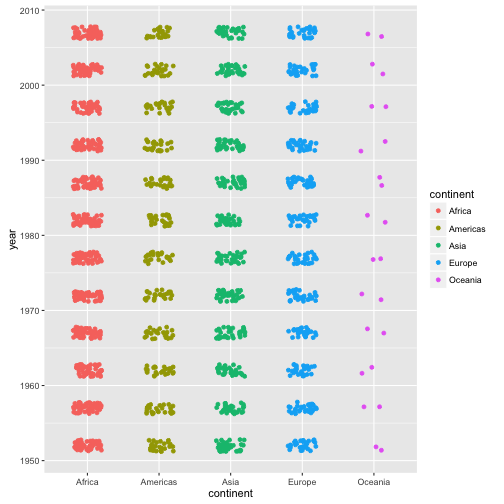 2010
2000
1990
1980
1970
1960
1950
year
Africa
Americas
Asia
Europe
Oceania
continent
continent
Africa
Americas
Asia
Europe
Oceania